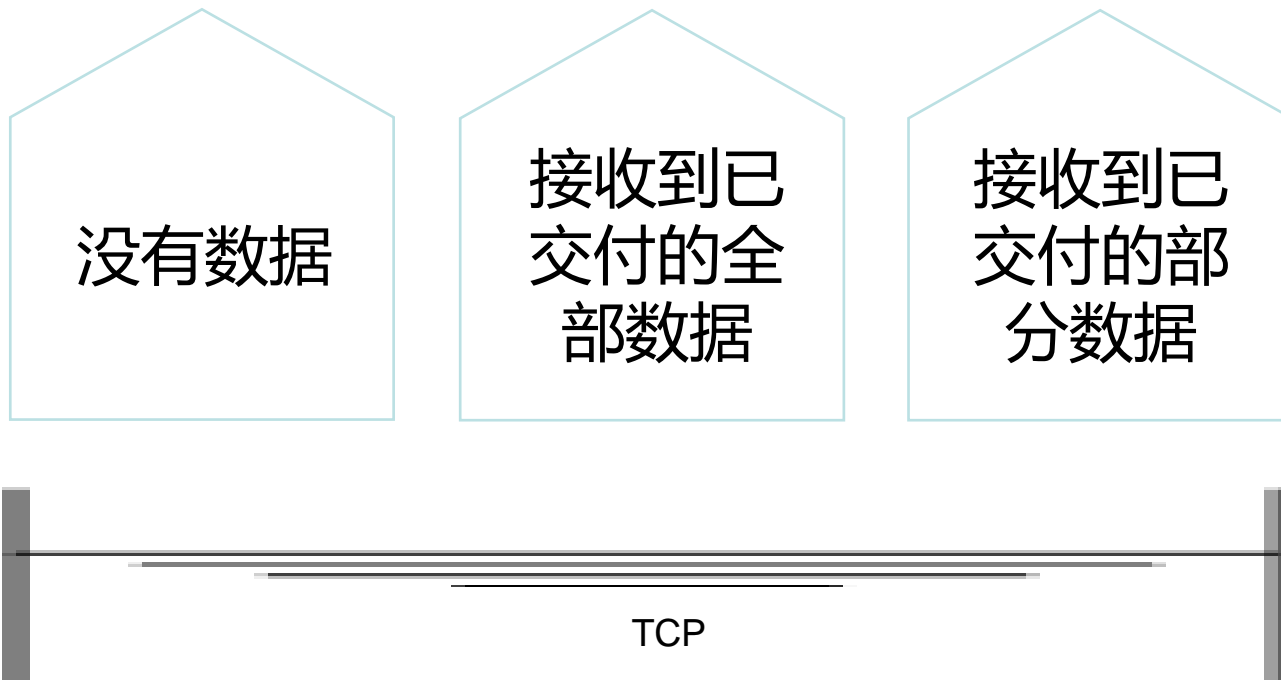 没有数据
接收到已
交付的全
部数据
接收到已
交付的部
分数据
TCP